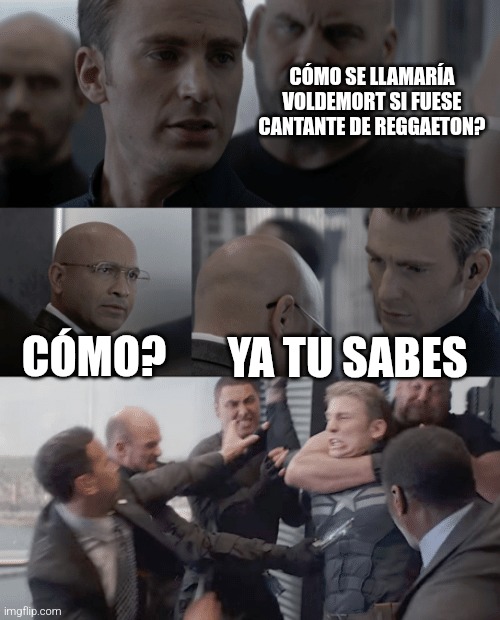 CÓMO SE LLAMARÍA
VOLDEMORT SI FUESE
CANTANTE DE REGGAETON?
CÓMO?
YA TU SABES
imgflip.com